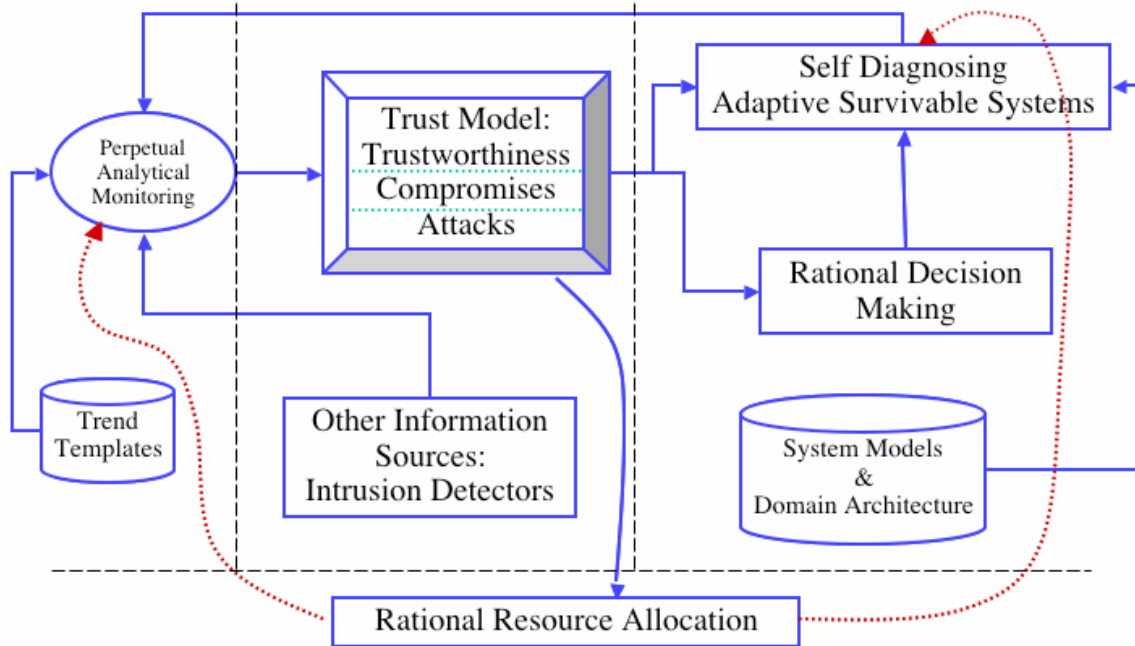 Self Diagnosing
Adaptive Survivable Systems
Trust Model:
Trustworthiness
Compromises
Attacks
Perpetual
Analytical
Monitoring
Rational Decision
Making
Trend
Templates
Other Information
Sources:
Intrusion Detectors
System Models
&
Domain Architecture
Rational Resource Allocation